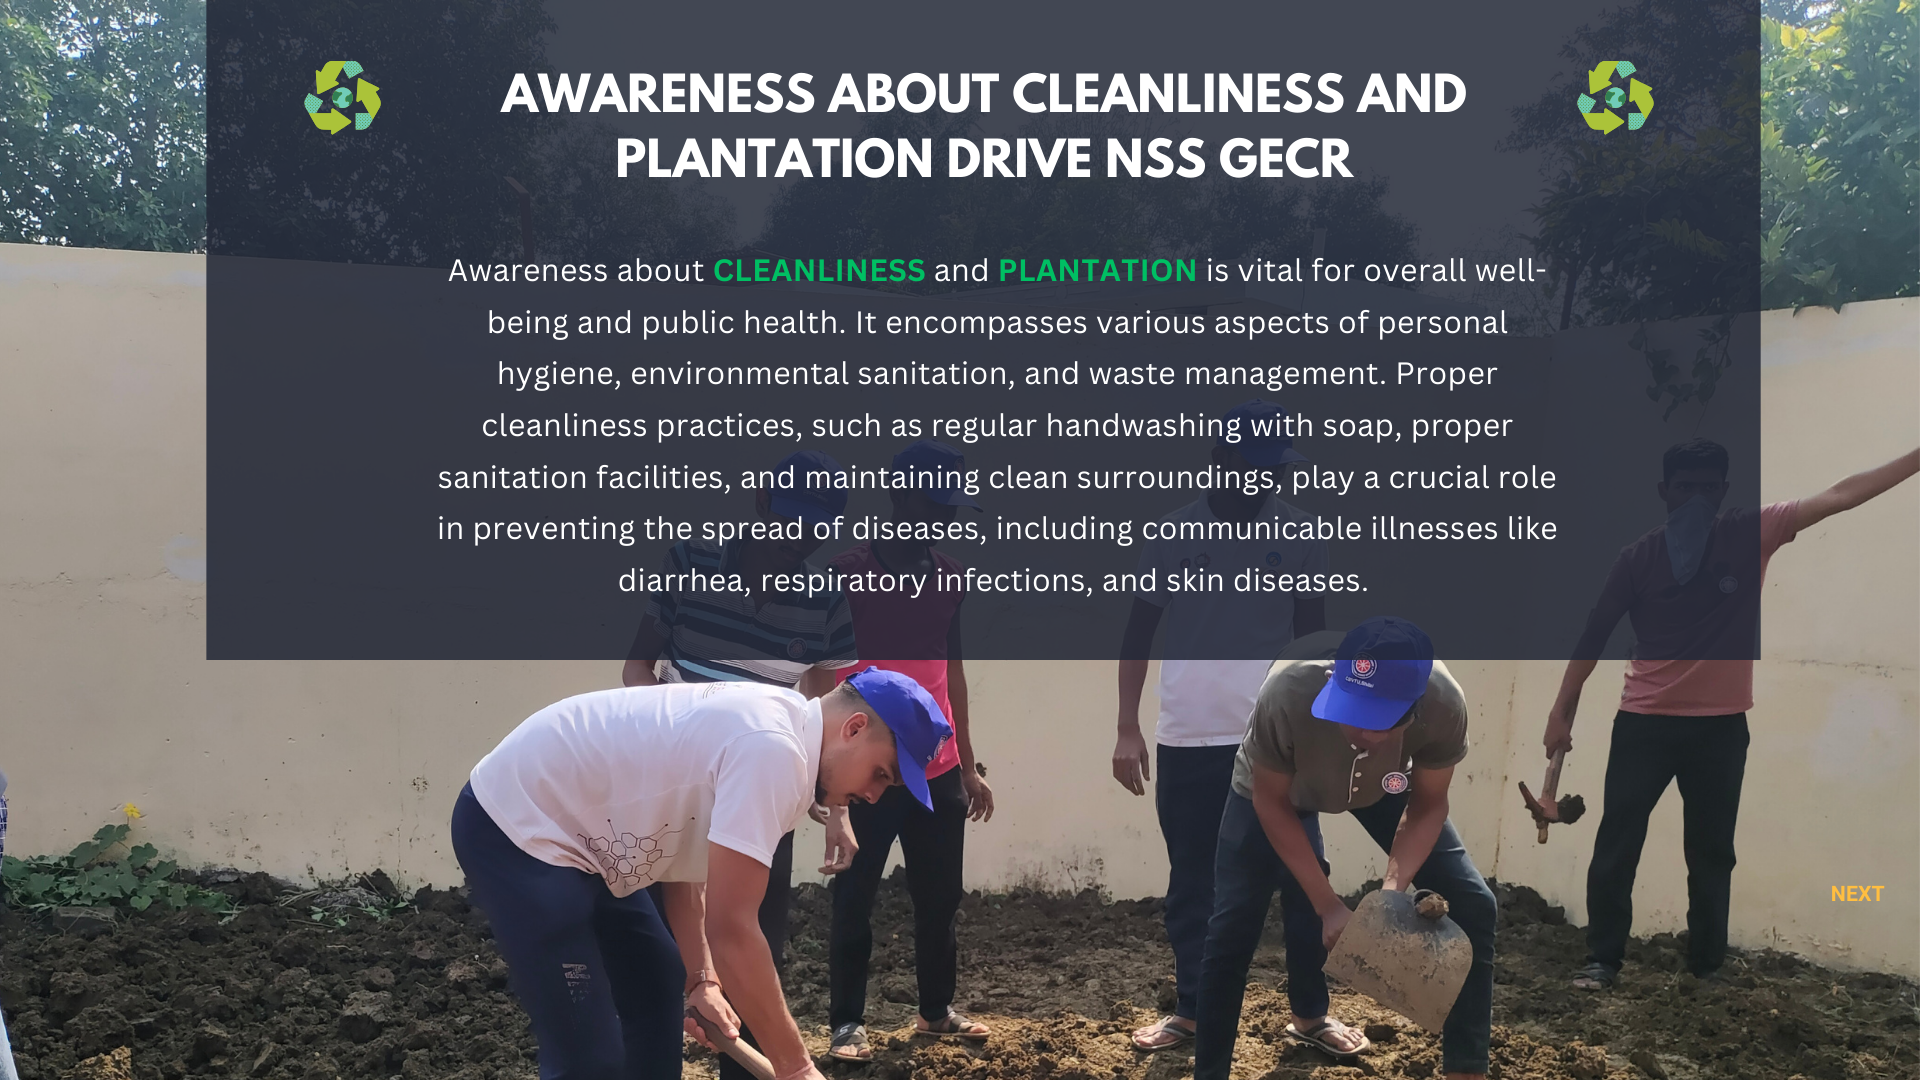 AWARENESS ABOUT CLEANLINESS AND
PLANTATION DRIVE NSS GECR
Awareness about CLEANLINESS and PLANTATION is vital for overall well-
being and public health. It encompasses various aspects of personal
hygiene, environmental sanitation, and waste management. Proper
cleanliness practices, such as regular handwashing with soap, proper
sanitation facilities, and maintaining clean surroundings, play a crucial role
in preventing the spread of diseases, including communicable illnesses like
diarrhea, respiratory infections, and skin diseases.
NEXT